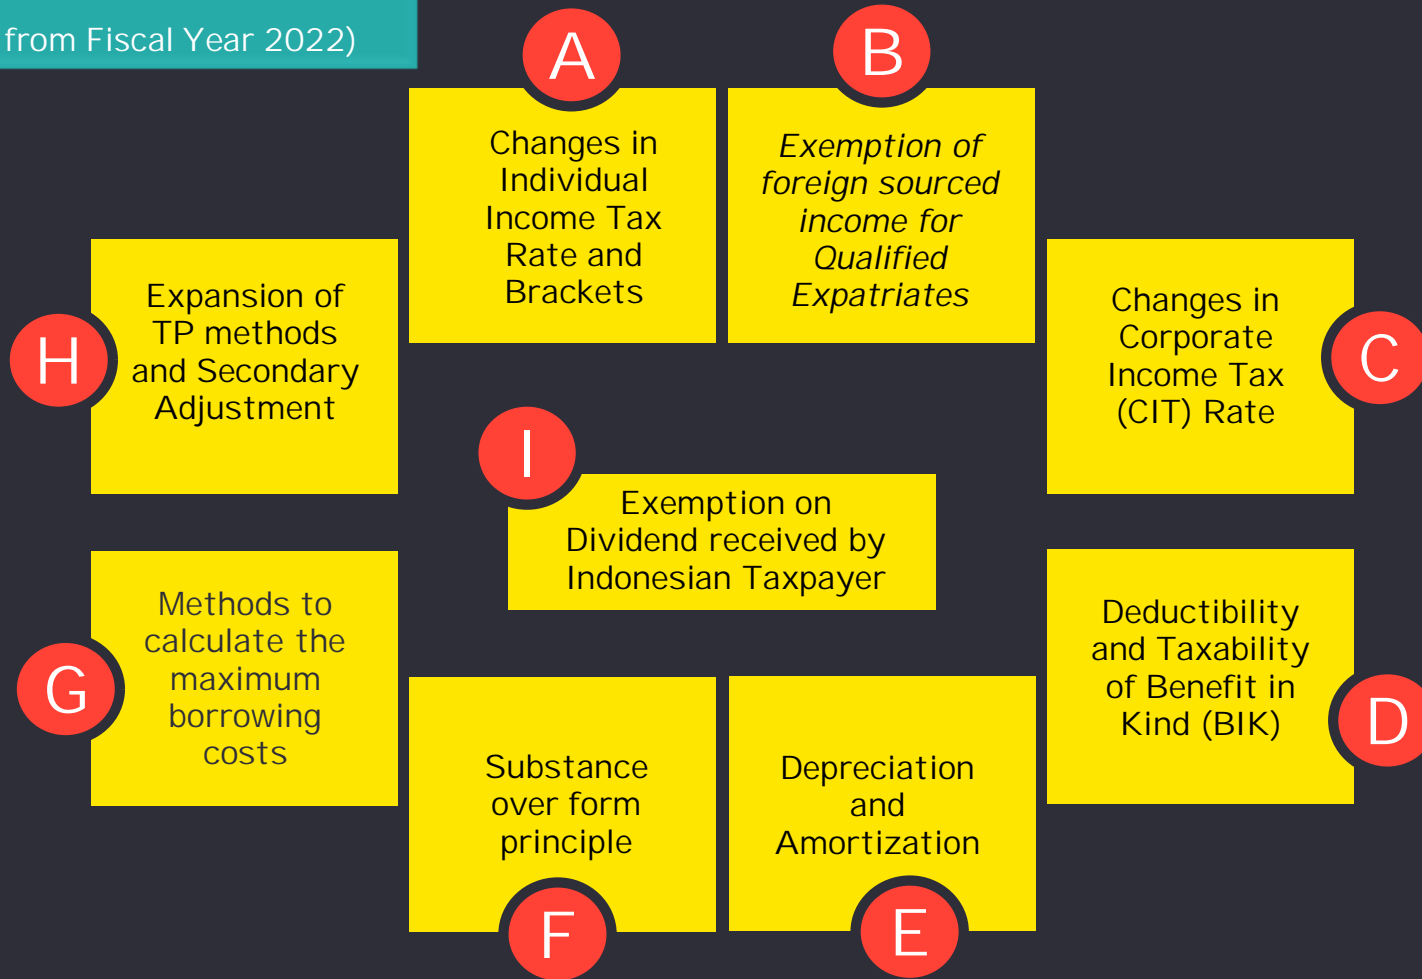 from Fiscal Year 2022)
A
Changes in
Individual
Income Tax
Rate and
Brackets
B
Exemption of
foreign sourced
income for
Qualified
Expatriates
C
Changes in
Corporate
Income Tax
(CIT) Rate
D
Deductibility
and Taxability
of Benefit in
Kind (BIK)
E
Depreciation
and
Amortization
F
Substance
over form
principle
G
Methods to
calculate the
maximum
borrowing
costs
H
Expansion of
TP methods
and Secondary
Adjustment
I
Exemption on
Dividend received by
Indonesian Taxpayer